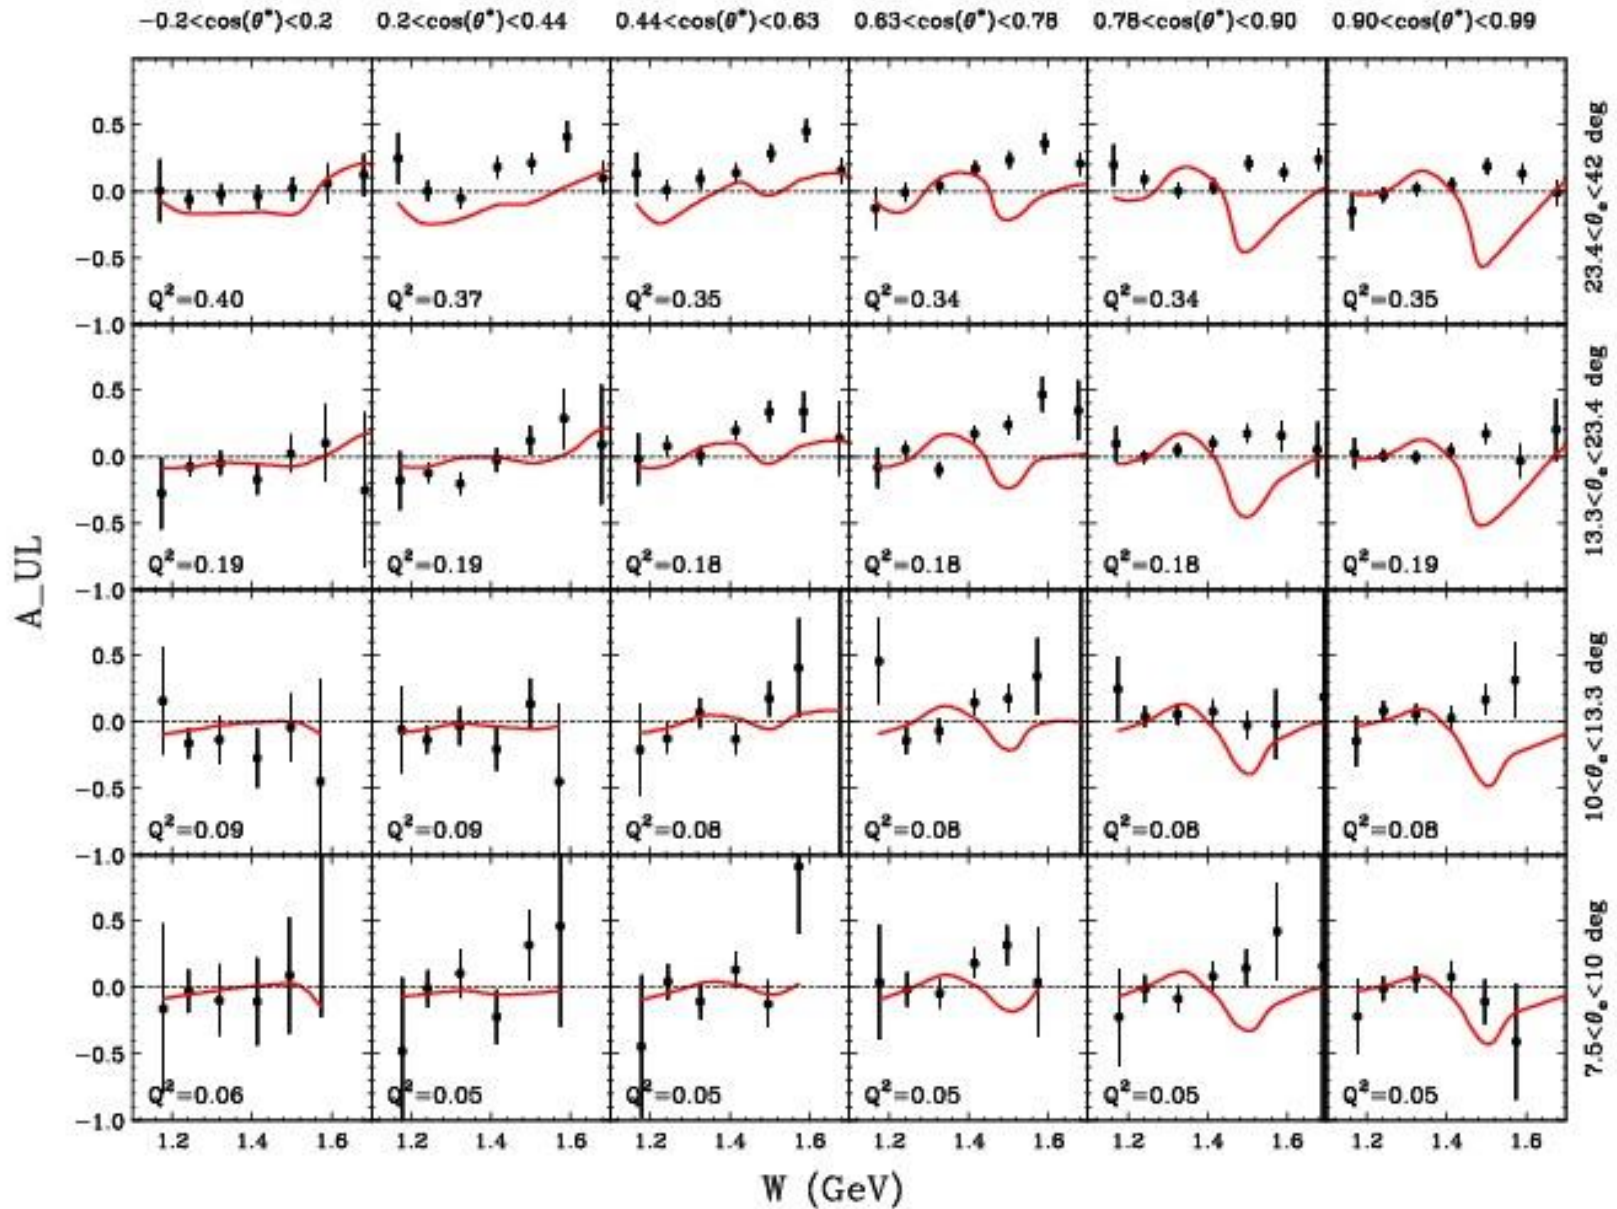 −0.2<cos(θ*)<0.2 0.2<cos(θ*)<0.44 0.44<cos(θ*)<0.63 0.63<cos(θ*)<0.78 0.78<cos(θ*)<0.90 0.90<cos(θ*)<0.99
0.5
0.0
−0.5
−1.0
Q²=0.40 Q²=0.37 Q²=0.35 Q²=0.34 Q²=0.34 Q²=0.35
23.4<θe<42 deg
0.5
0.0
−0.5
−1.0
Q²=0.19 Q²=0.19 Q²=0.18 Q²=0.18 Q²=0.18 Q²=0.19
13.3<θe<23.4 deg
A_UL
0.5
0.0
−0.5
−1.0
Q²=0.09 Q²=0.09 Q²=0.08 Q²=0.08 Q²=0.08 Q²=0.08
10<θe<13.3 deg
0.5
0.0
−0.5
−1.0
Q²=0.06 Q²=0.05 Q²=0.05 Q²=0.05 Q²=0.05 Q²=0.05
7.5<θe<10 deg
1.2 1.4 1.6 1.2 1.4 1.6 1.2 1.4 1.6 1.2 1.4 1.6 1.2 1.4 1.6 1.2 1.4 1.6
W (GeV)